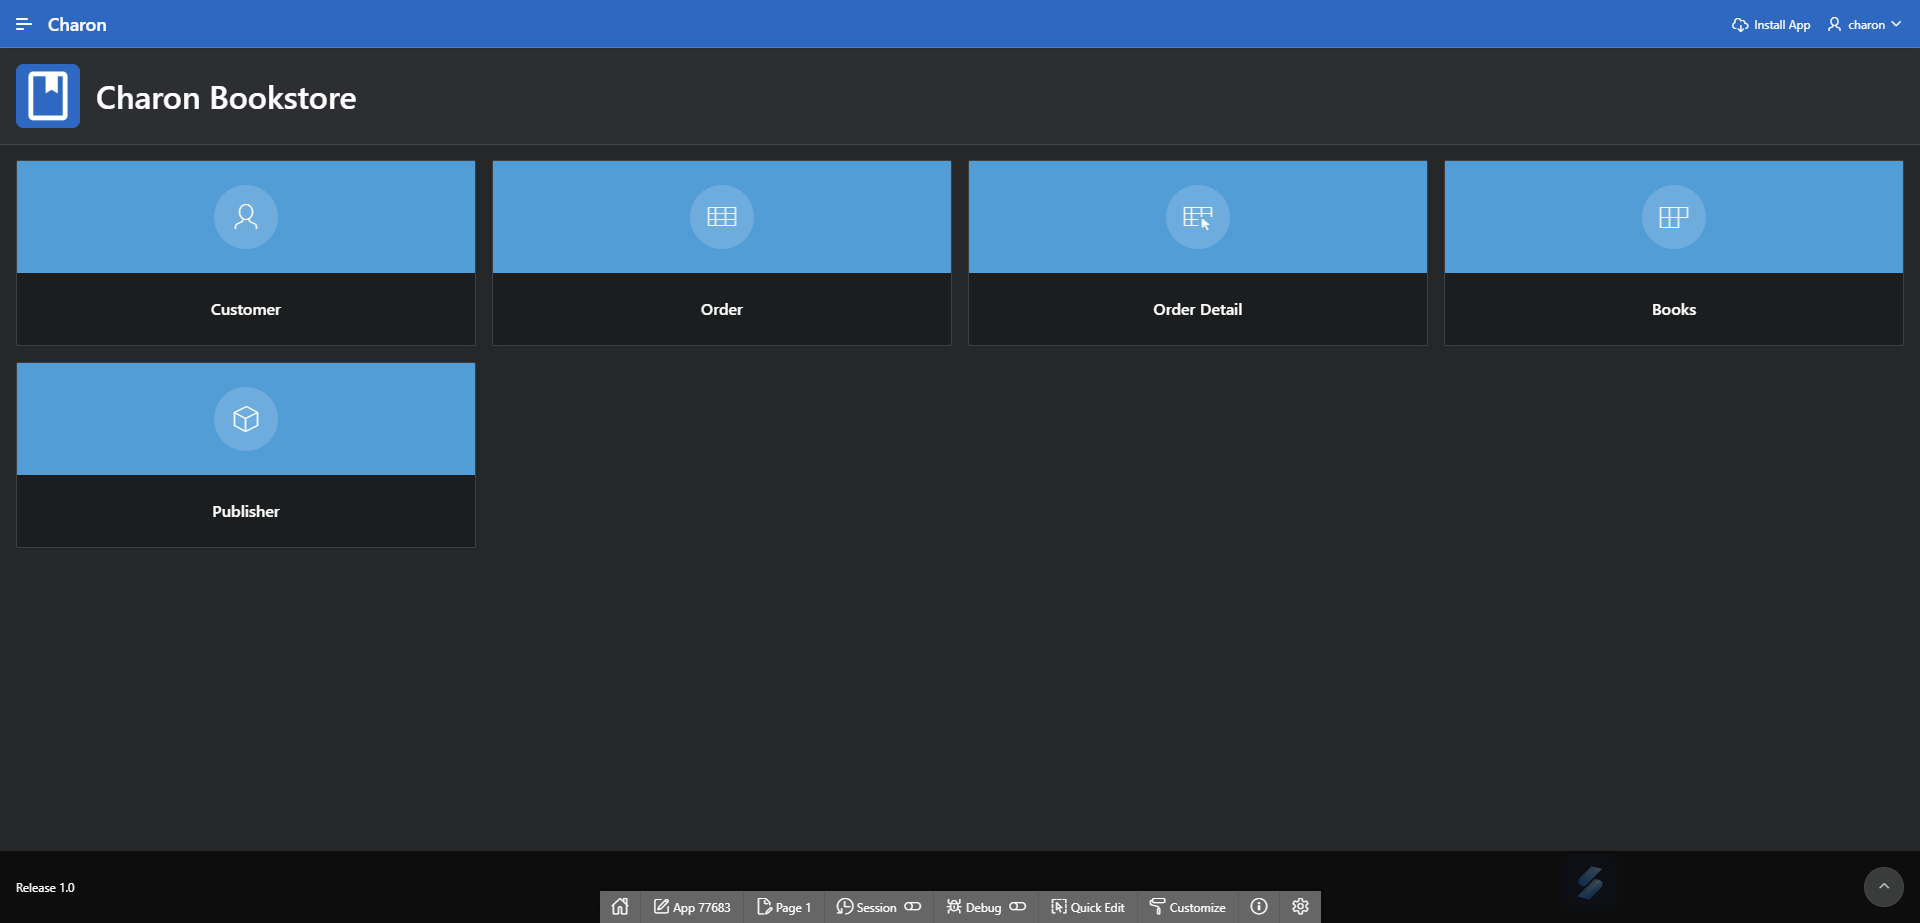 Charon
Install App
charon
Charon Bookstore
Customer
Order
Order Detail
Books
Publisher
Release 1.0
App 77683
Page 1
Session
Debug
Quick Edit
Customize